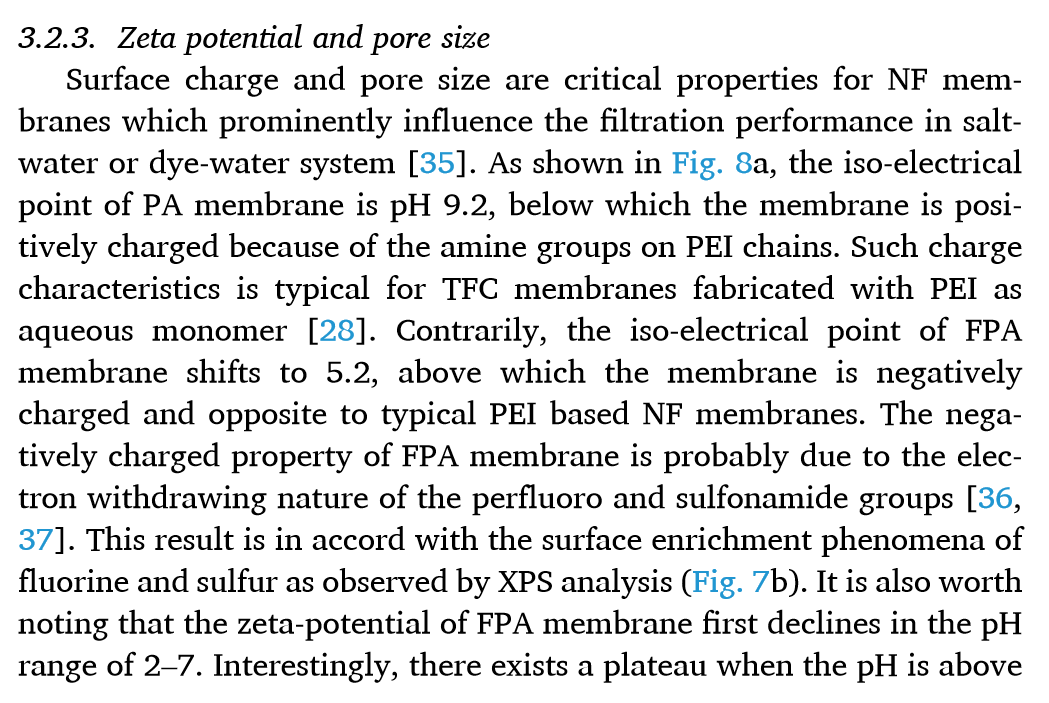 3.2.3. Zeta potential and pore size
Surface charge and pore size are critical properties for NF mem-
branes which prominently influence the filtration performance in salt-
water or dye-water system [35]. As shown in Fig. 8a, the iso-electrical
point of PA membrane is pH 9.2, below which the membrane is posi-
tively charged because of the amine groups on PEI chains. Such charge
characteristics is typical for TFC membranes fabricated with PEI as
aqueous monomer [28]. Contrarily, the iso-electrical point of FPA
membrane shifts to 5.2, above which the membrane is negatively
charged and opposite to typical PEI based NF membranes. The nega-
tively charged property of FPA membrane is probably due to the elec-
tron withdrawing nature of the perfluoro and sulfonamide groups [36,
37]. This result is in accord with the surface enrichment phenomena of
fluorine and sulfur as observed by XPS analysis (Fig. 7b). It is also worth
noting that the zeta-potential of FPA membrane first declines in the pH
range of 2–7. Interestingly, there exists a plateau when the pH is above